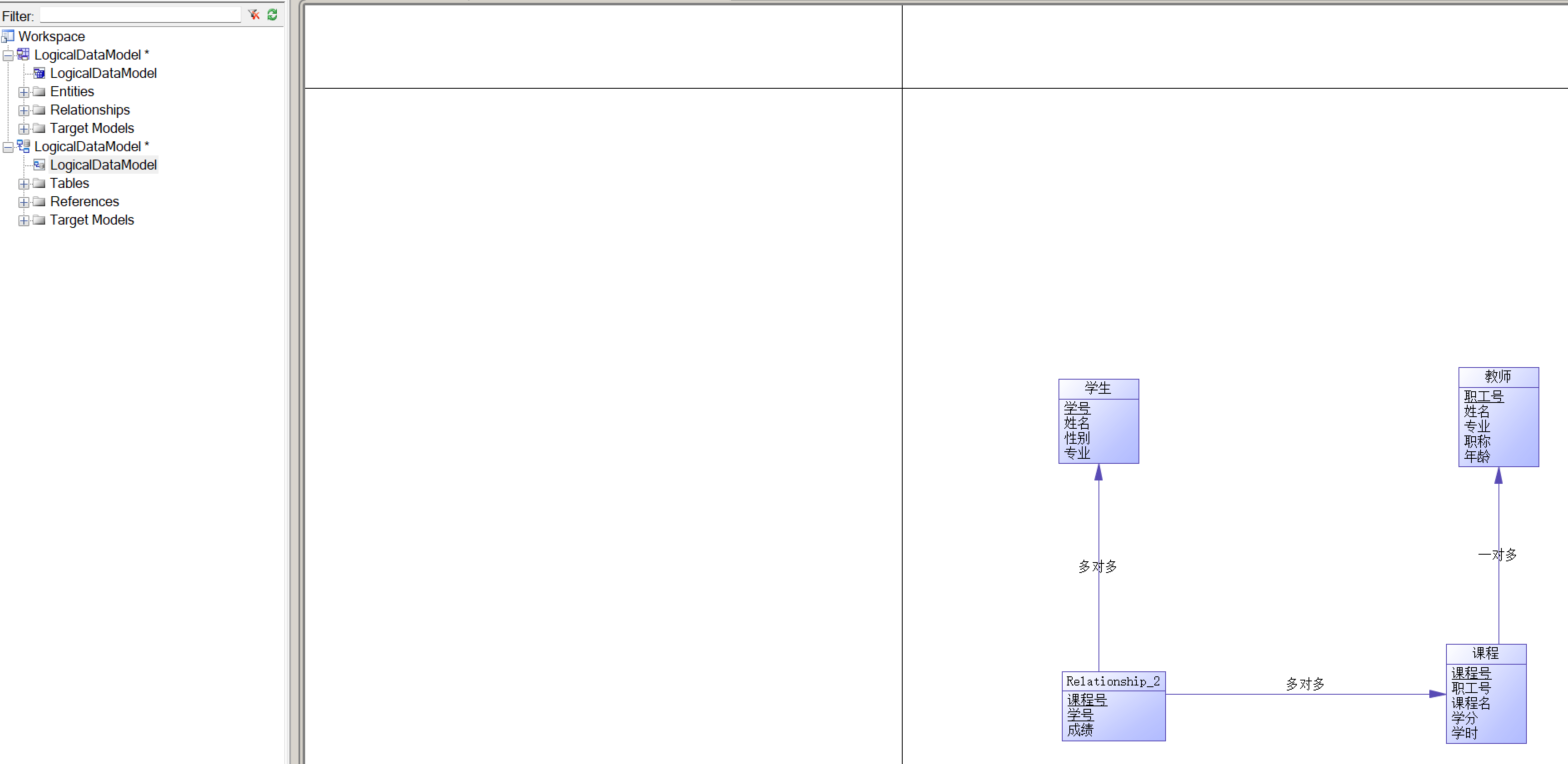 Filter:
Workspace
LogicalDataModel *
LogicalDataModel
Entities
Relationships
Target Models
LogicalDataModel *
LogicalDataModel
Tables
References
Target Models
学生
学号
姓名
性别
专业
教师
职工号
姓名
专业
职称
年龄
多对多
一对多
Relationship_2
课程号
学号
成绩
多对多
课程
课程号
职工号
课程名
学分
学时